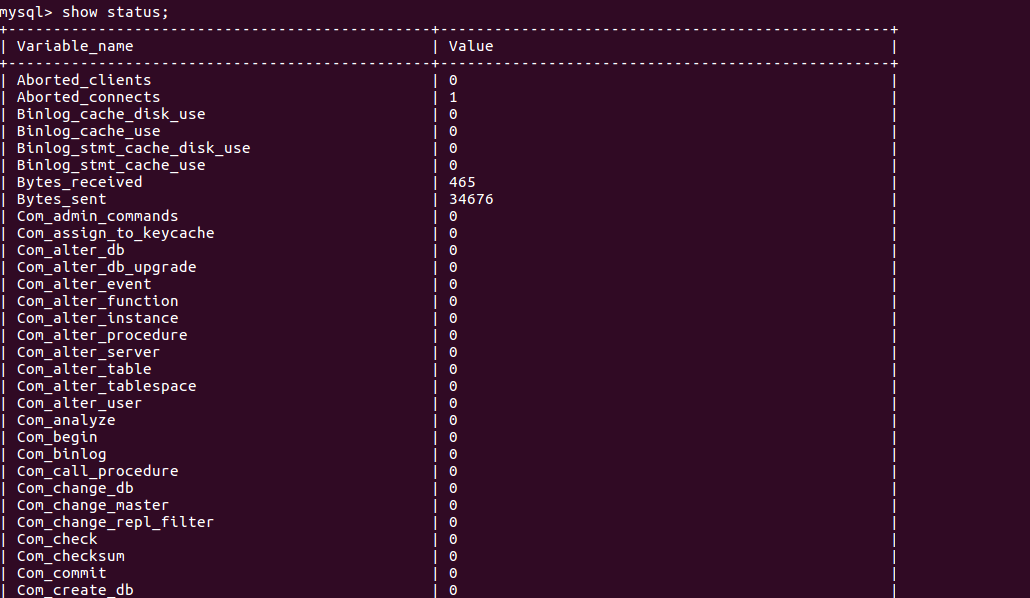 mysql> show status;
+-----------------------------------------------+--------------------------------------------------+
| Variable_name | Value |
+-----------------------------------------------+--------------------------------------------------+
| Aborted_clients | 0 |
| Aborted_connects | 1 |
| Binlog_cache_disk_use | 0 |
| Binlog_cache_use | 0 |
| Binlog_stmt_cache_disk_use | 0 |
| Binlog_stmt_cache_use | 0 |
| Bytes_received | 465 |
| Bytes_sent | 34676 |
| Com_admin_commands | 0 |
| Com_assign_to_keycache | 0 |
| Com_alter_db | 0 |
| Com_alter_db_upgrade | 0 |
| Com_alter_event | 0 |
| Com_alter_function | 0 |
| Com_alter_instance | 0 |
| Com_alter_procedure | 0 |
| Com_alter_server | 0 |
| Com_alter_table | 0 |
| Com_alter_tablespace | 0 |
| Com_alter_user | 0 |
| Com_analyze | 0 |
| Com_begin | 0 |
| Com_binlog | 0 |
| Com_call_procedure | 0 |
| Com_change_db | 0 |
| Com_change_master | 0 |
| Com_change_repl_filter | 0 |
| Com_check | 0 |
| Com_checksum | 0 |
| Com_commit | 0 |
| Com_create_db | 0 |